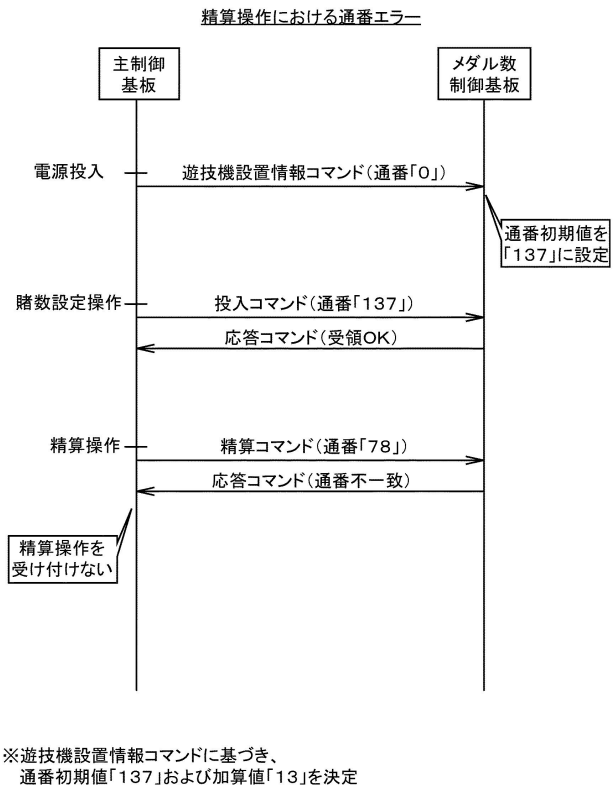 精算操作における通番エラー
主制御
基板
メダル数
制御基板
電源投入
遊技機設置情報コマンド(通番「0」)
通番初期値を
「137」に設定
賭数設定操作
投入コマンド(通番「137」)
応答コマンド(受領OK)
精算操作
精算コマンド(通番「78」)
応答コマンド(通番不一致)
精算操作を
受け付けない
※遊技機設置情報コマンドに基づき、
通番初期値「137」および加算値「13」を決定